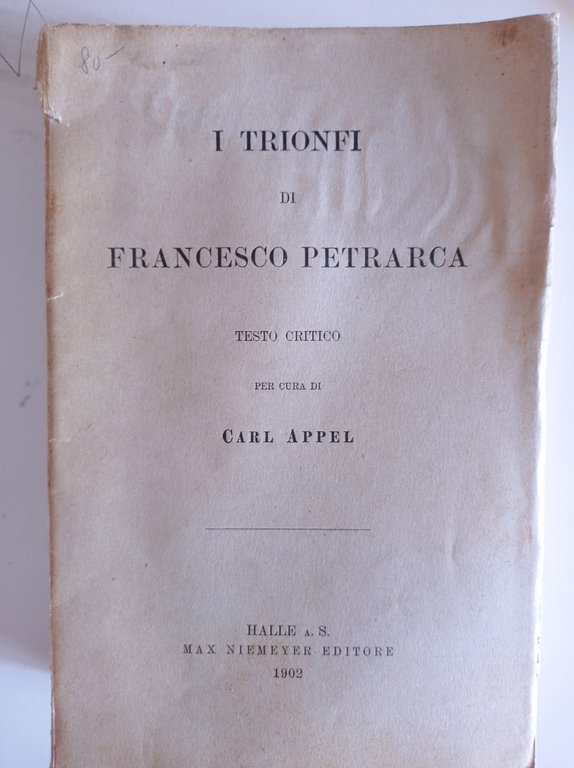 80-
I TRIONFI
DI
FRANCESCO PETRARCA
TESTO CRITICO
PER CURA DI
CARL APPEL
HALLE A. S.
MAX NIEMEYER EDITORE
1902